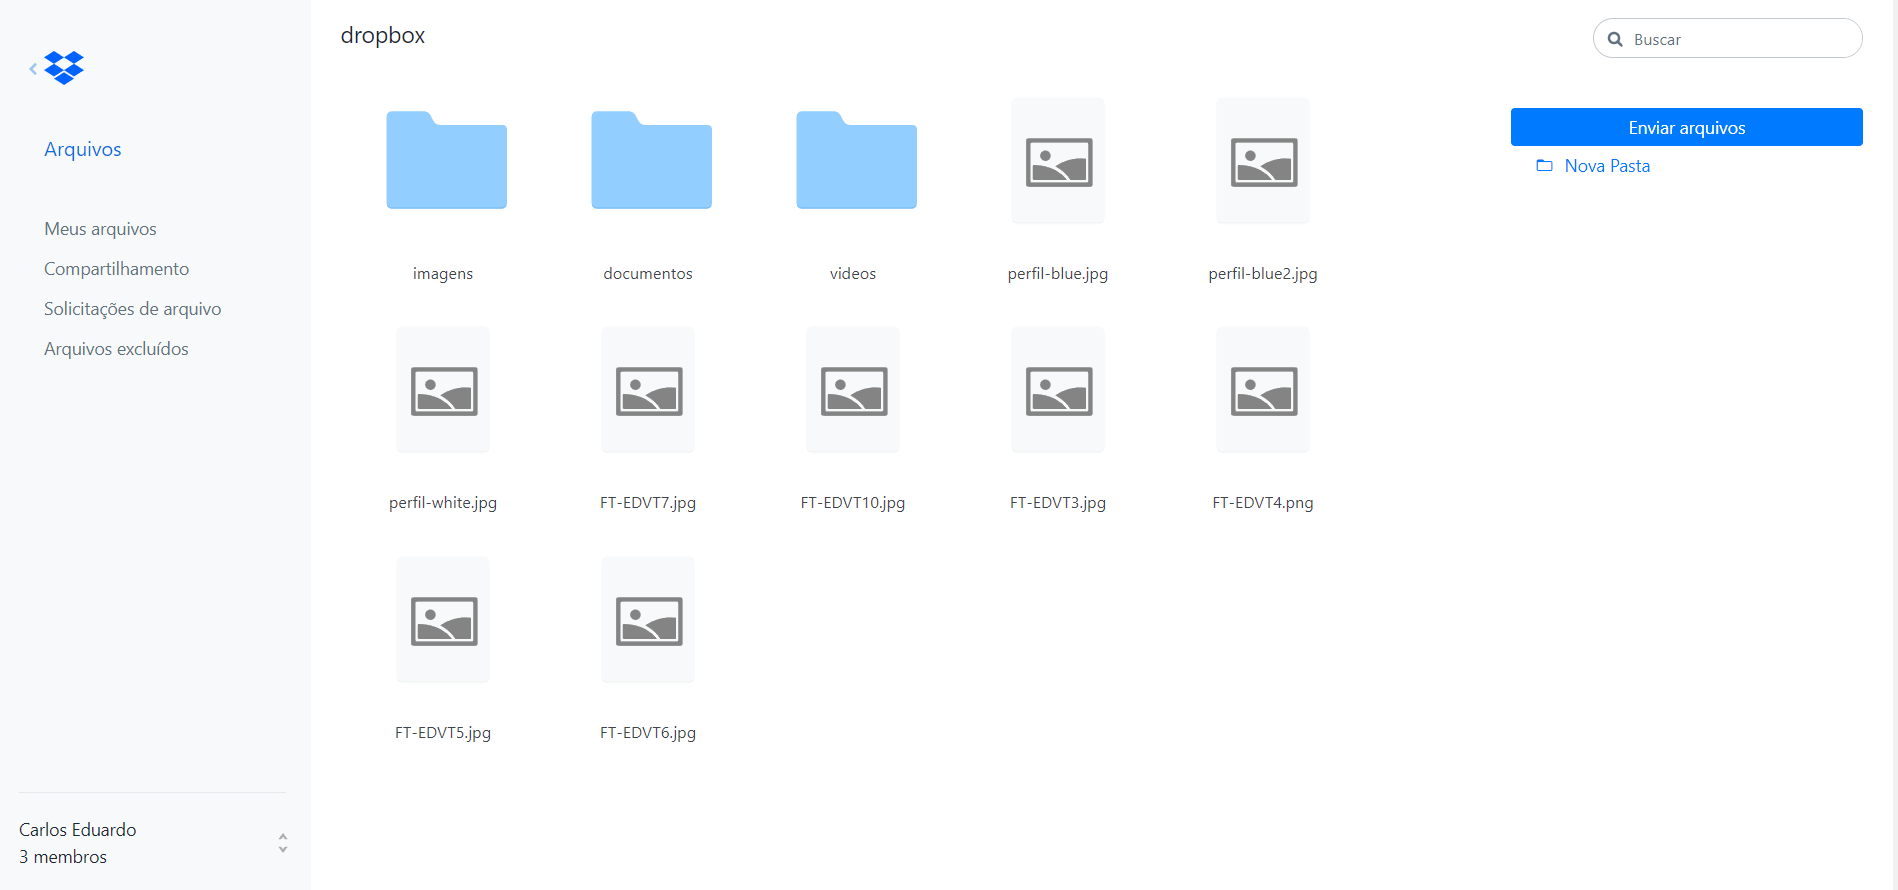 dropbox
Buscar
Arquivos
Meus arquivos
Compartilhamento
Solicitações de arquivo
Arquivos excluídos
Carlos Eduardo
3 membros
imagens
documentos
videos
perfil-blue.jpg
perfil-blue2.jpg
perfil-white.jpg
FT-EDVT7.jpg
FT-EDVT10.jpg
FT-EDVT3.jpg
FT-EDVT4.png
FT-EDVT5.jpg
FT-EDVT6.jpg
Enviar arquivos
Nova Pasta